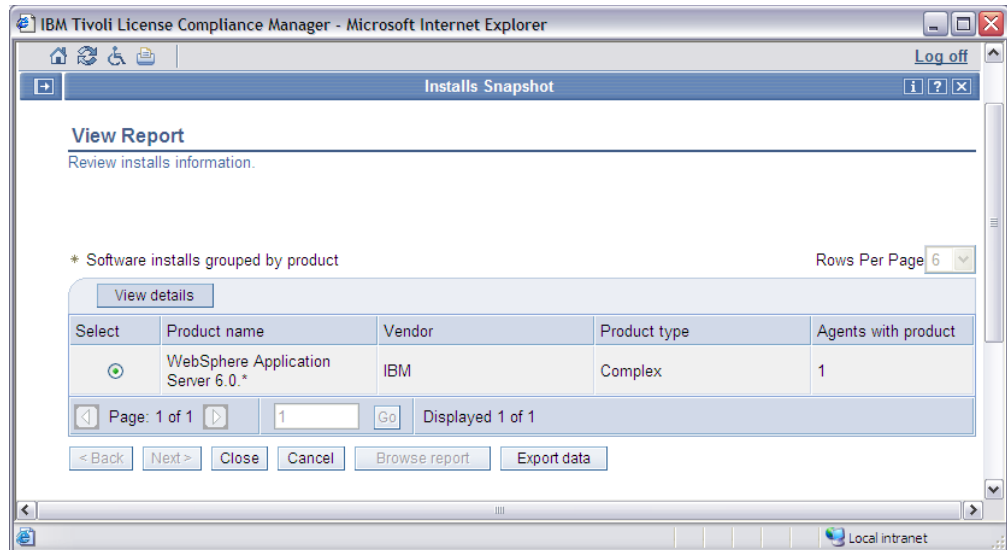 IBM Tivoli License Compliance Manager - Microsoft Internet Explorer
Log off
Installs Snapshot
i ?
View Report
Review installs information.
* Software installs grouped by product
Rows Per Page 6
View details
Select Product name Vendor Product type Agents with product
WebSphere Application
Server 6.0.* IBM Complex 1
Page: 1 of 1 1 Go Displayed 1 of 1
< Back Next > Close Cancel Browse report Export data
Local intranet